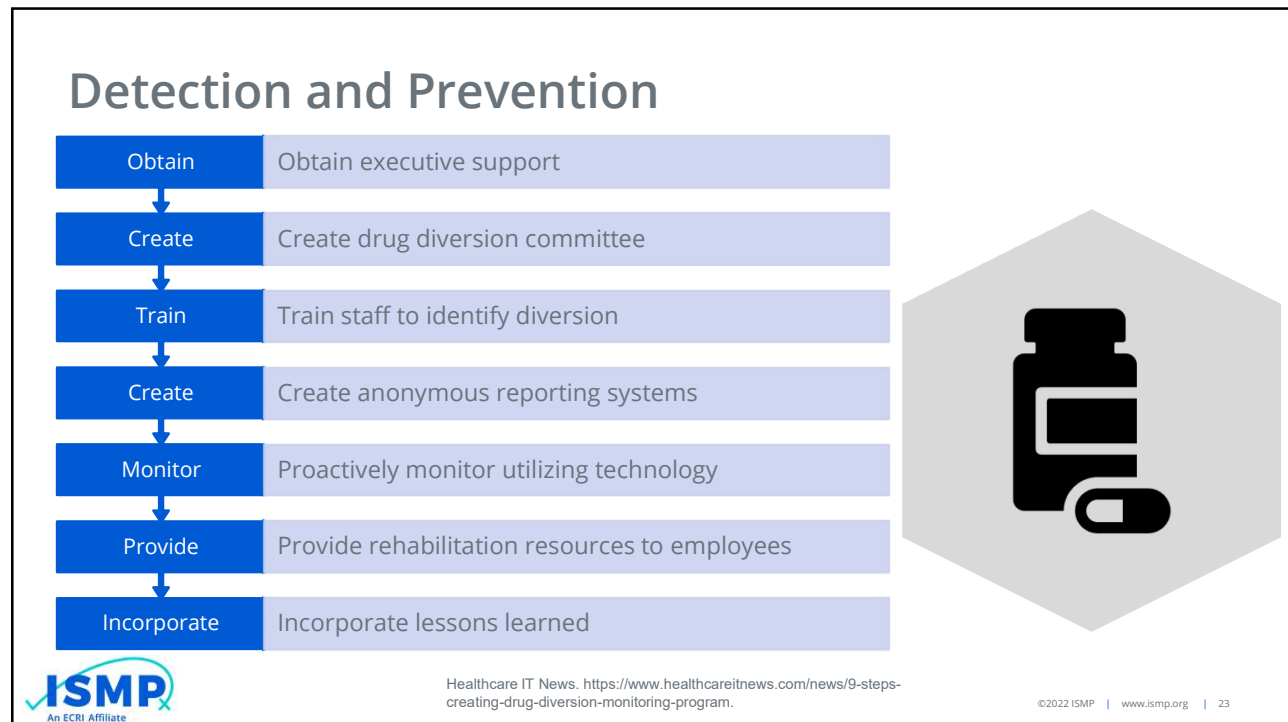 Detection and Prevention
Obtain Obtain executive support
Create Create drug diversion committee
Train Train staff to identify diversion
Create Create anonymous reporting systems
Monitor Proactively monitor utilizing technology
Provide Provide rehabilitation resources to employees
Incorporate Incorporate lessons learned
ISMP
An ECRI Affiliate
Healthcare IT News. https://www.healthcareitnews.com/news/9-steps-
creating-drug-diversion-monitoring-program.
©2022 ISMP | www.ismp.org | 23